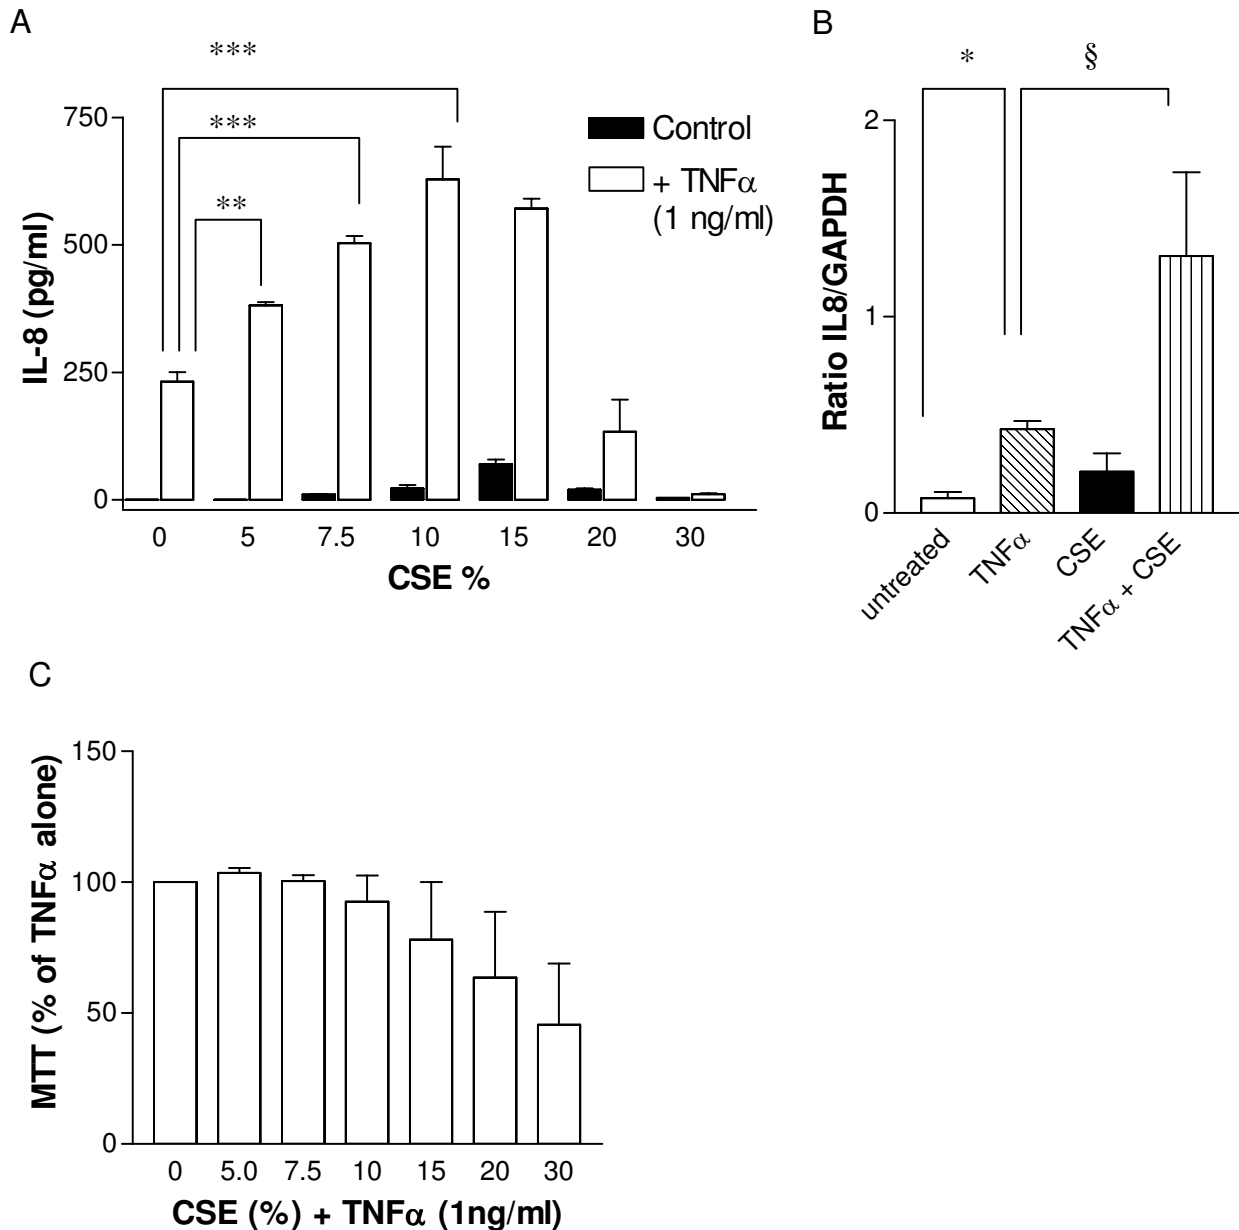 A
***
***
**
750
500
250
0
IL-8 (pg/ml)
Control
+ TNFα
(1 ng/ml)
0 5 7.5 10 15 20 30
CSE %
B
* §
2
1
0
Ratio IL8/GAPDH
untreated
TNFα
CSE
TNFα + CSE
C
150
100
50
0
MTT (% of TNFα alone)
0 5.0 7.5 10 15 20 30
CSE (%) + TNFα (1ng/ml)